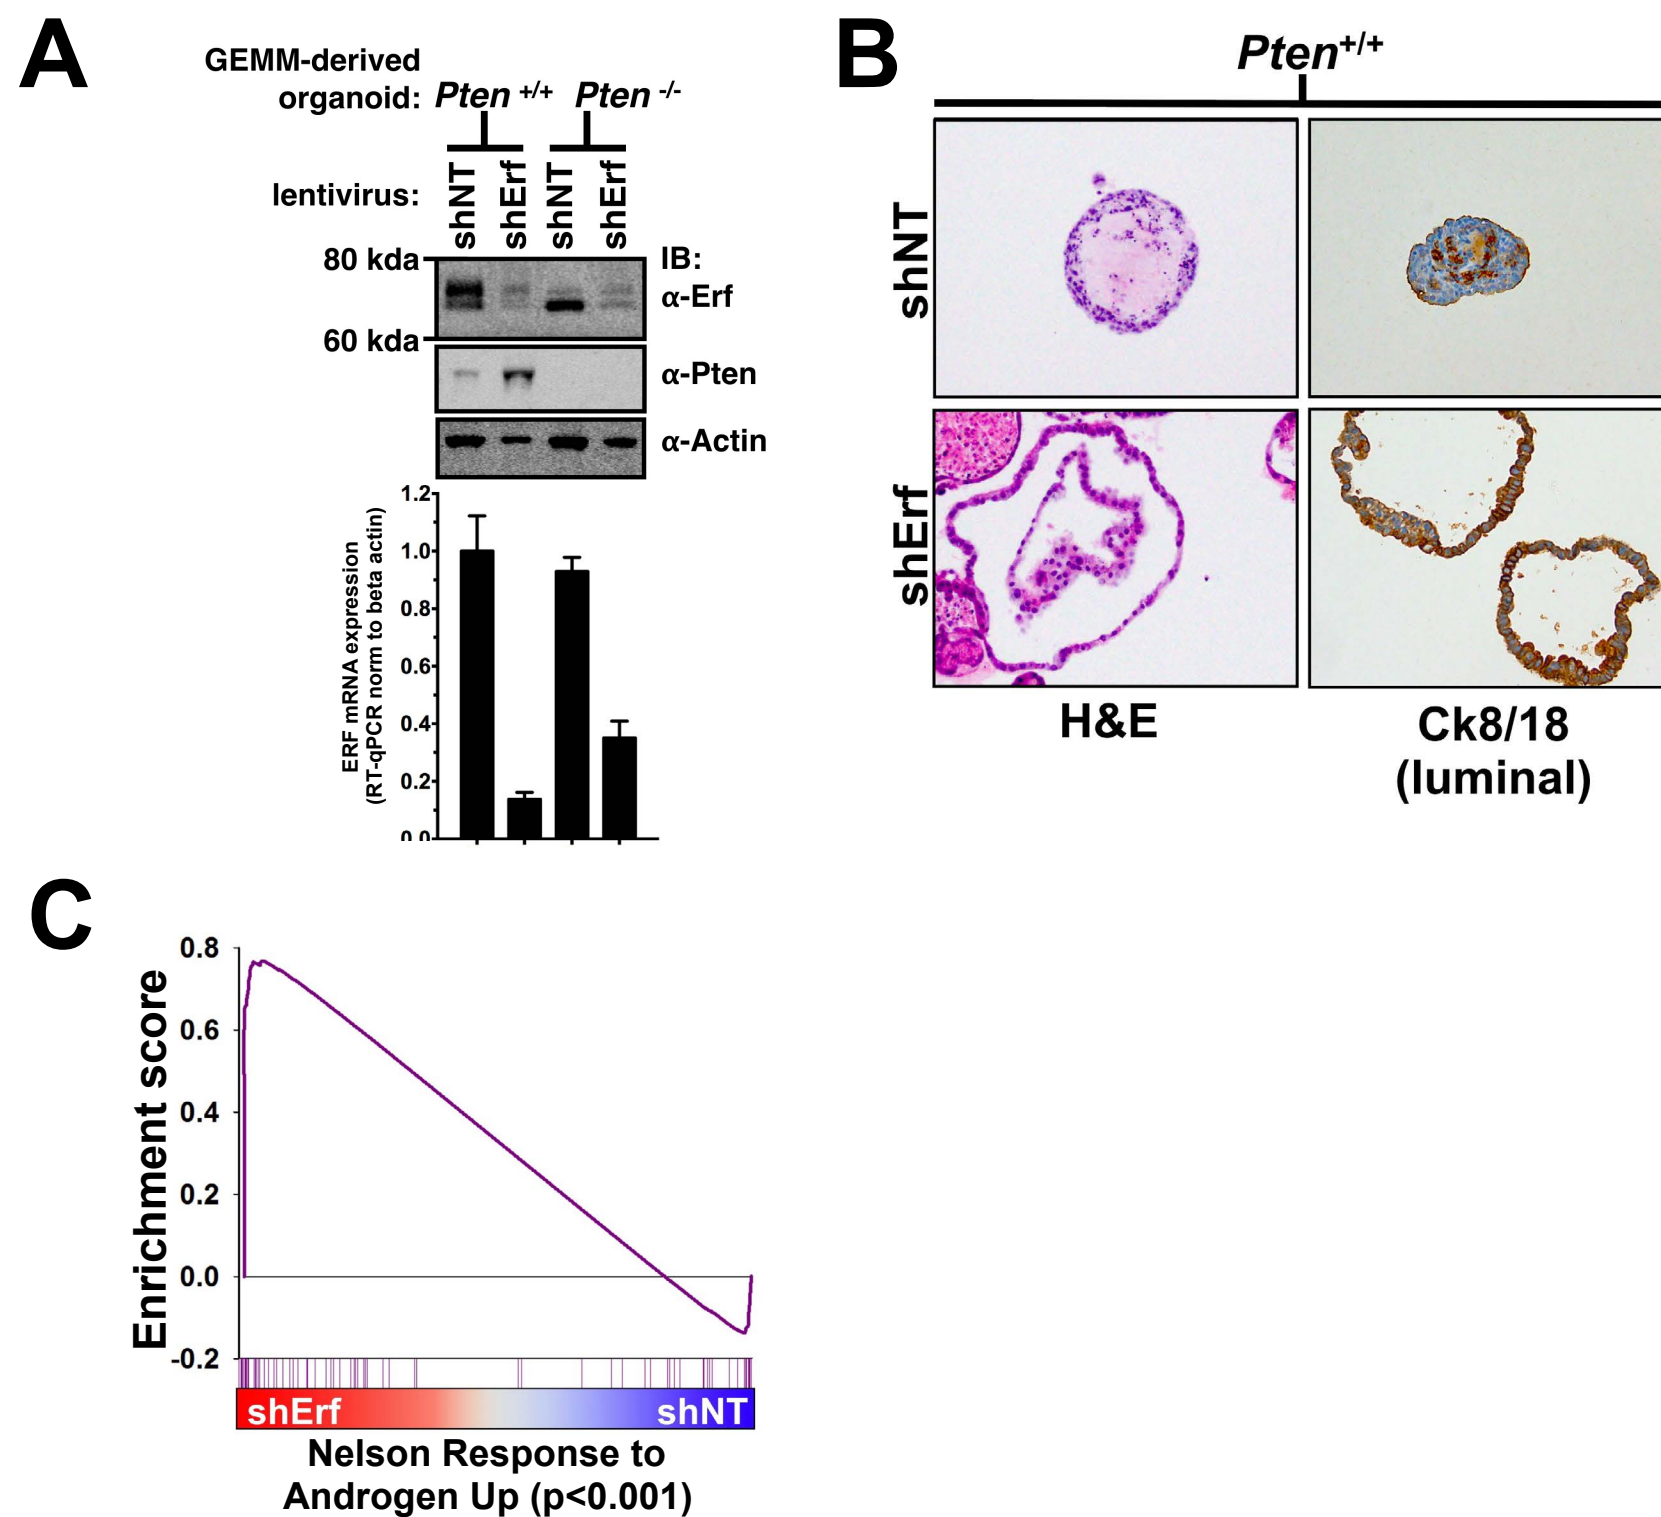 A
GEMM-derived
organoid: Pten +/+ Pten -/-
lentivirus: shNT shErf shNT shErf
80 kda
IB:
α-Erf
60 kda
α-Pten
α-Actin
ERF mRNA expression
(RT-qPCR norm to beta actin)
1.2
1.0
0.8
0.6
0.4
0.2
0.0
B
Pten+/+
shNT
shErf
H&E
Ck8/18
(luminal)
C
Enrichment score
0.8
0.6
0.4
0.2
0.0
-0.2
shErf shNT
Nelson Response to
Androgen Up (p<0.001)